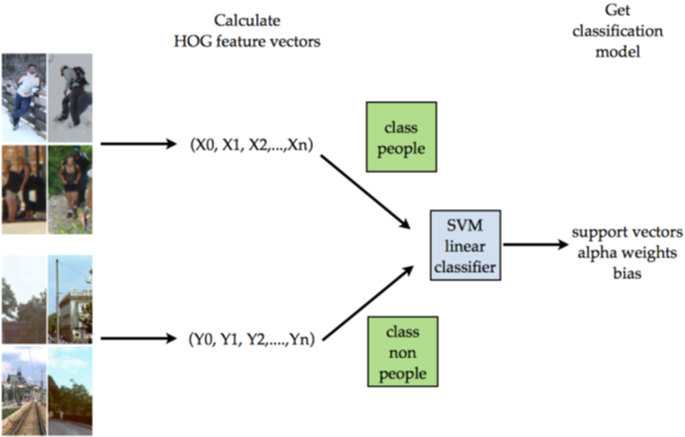 Calculate
HOG feature vectors
Get
classification
model
(X0, X1, X2,...,Xn)
class
people
SVM
linear
classifier
support vectors
alpha weights
bias
(Y0, Y1, Y2,....,Yn)
class
non
people